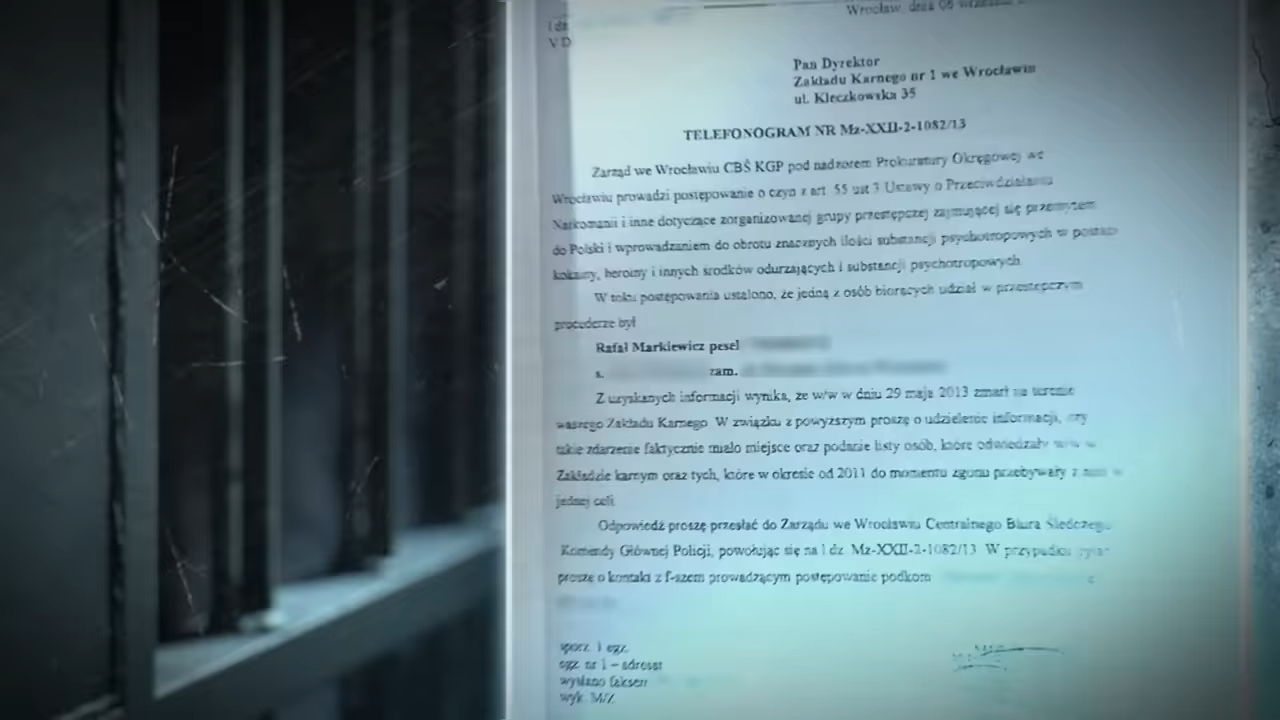 Wrocław, dnia 06
V D
Pan Dyrektor
Zakładu Karnego nr 1 we Wrocławiu
ul. Kleczkowska 35
TELEFONOGRAM NR Mz-XXII-2-1082/13
Zarząd we Wrocławiu CBŚ KGP pod nadzorem Prokuratury Okręgowej we
Wrocławiu prowadzi postępowanie o czyn z art 55 ust 3 Ustawy o Przeciwdziałaniu
Narkomanii i inne dotyczące zorganizowanej grupy przestępczej zajmującej się przemytem
do Polski i wprowadzaniem do obrotu znacznych ilości substancji psychotropowych w postaci
kokainy, heroiny i innych środków odurzających i substancji psychotropowych
W toku postępowania ustalono, że jedną z osób biorących udział w przestępczym
procederze był
Rafał Markiewicz pesel
s. zam.
Z uzyskanych informacji wynika, że w/w w dniu 29 maja 2013 zmarł na terenie
waszego Zakładu Karnego. W związku z powyższym proszę o udzielenie informacji, czy
takie zdarzenie faktycznie miało miejsce oraz podanie listy osób, które odwiedzały w/w w
Zakładzie karnym oraz tych, które w okresie od 2011 do momentu zgonu przebywały z nim w
jednej celi
Odpowiedź proszę przesłać do Zarządu we Wrocławiu Centralnego Biura Śledczego
Komendy Głównej Policji, powołując się na l.dz. Mz-XXII-2-1082/13 W przypadku
proszę o kontakt z f-szem prowadzącym postępowanie podkom
sporz. 1 egz.
egz. nr 1 – adresat
wysłano faksem
wyk. M/Z